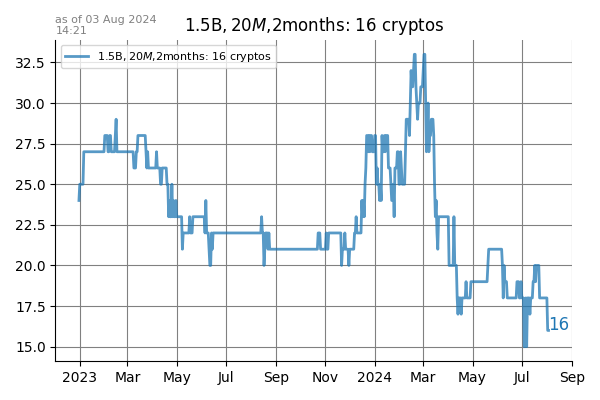 as of 03 Aug 2024
14:21
1.5B, 20M,2months: 16 cryptos
1.5B, 20M,2months: 16 cryptos
32.5
30.0
27.5
25.0
22.5
20.0
17.5
15.0
16
2023 Mar May Jul Sep Nov 2024 Mar May Jul Sep